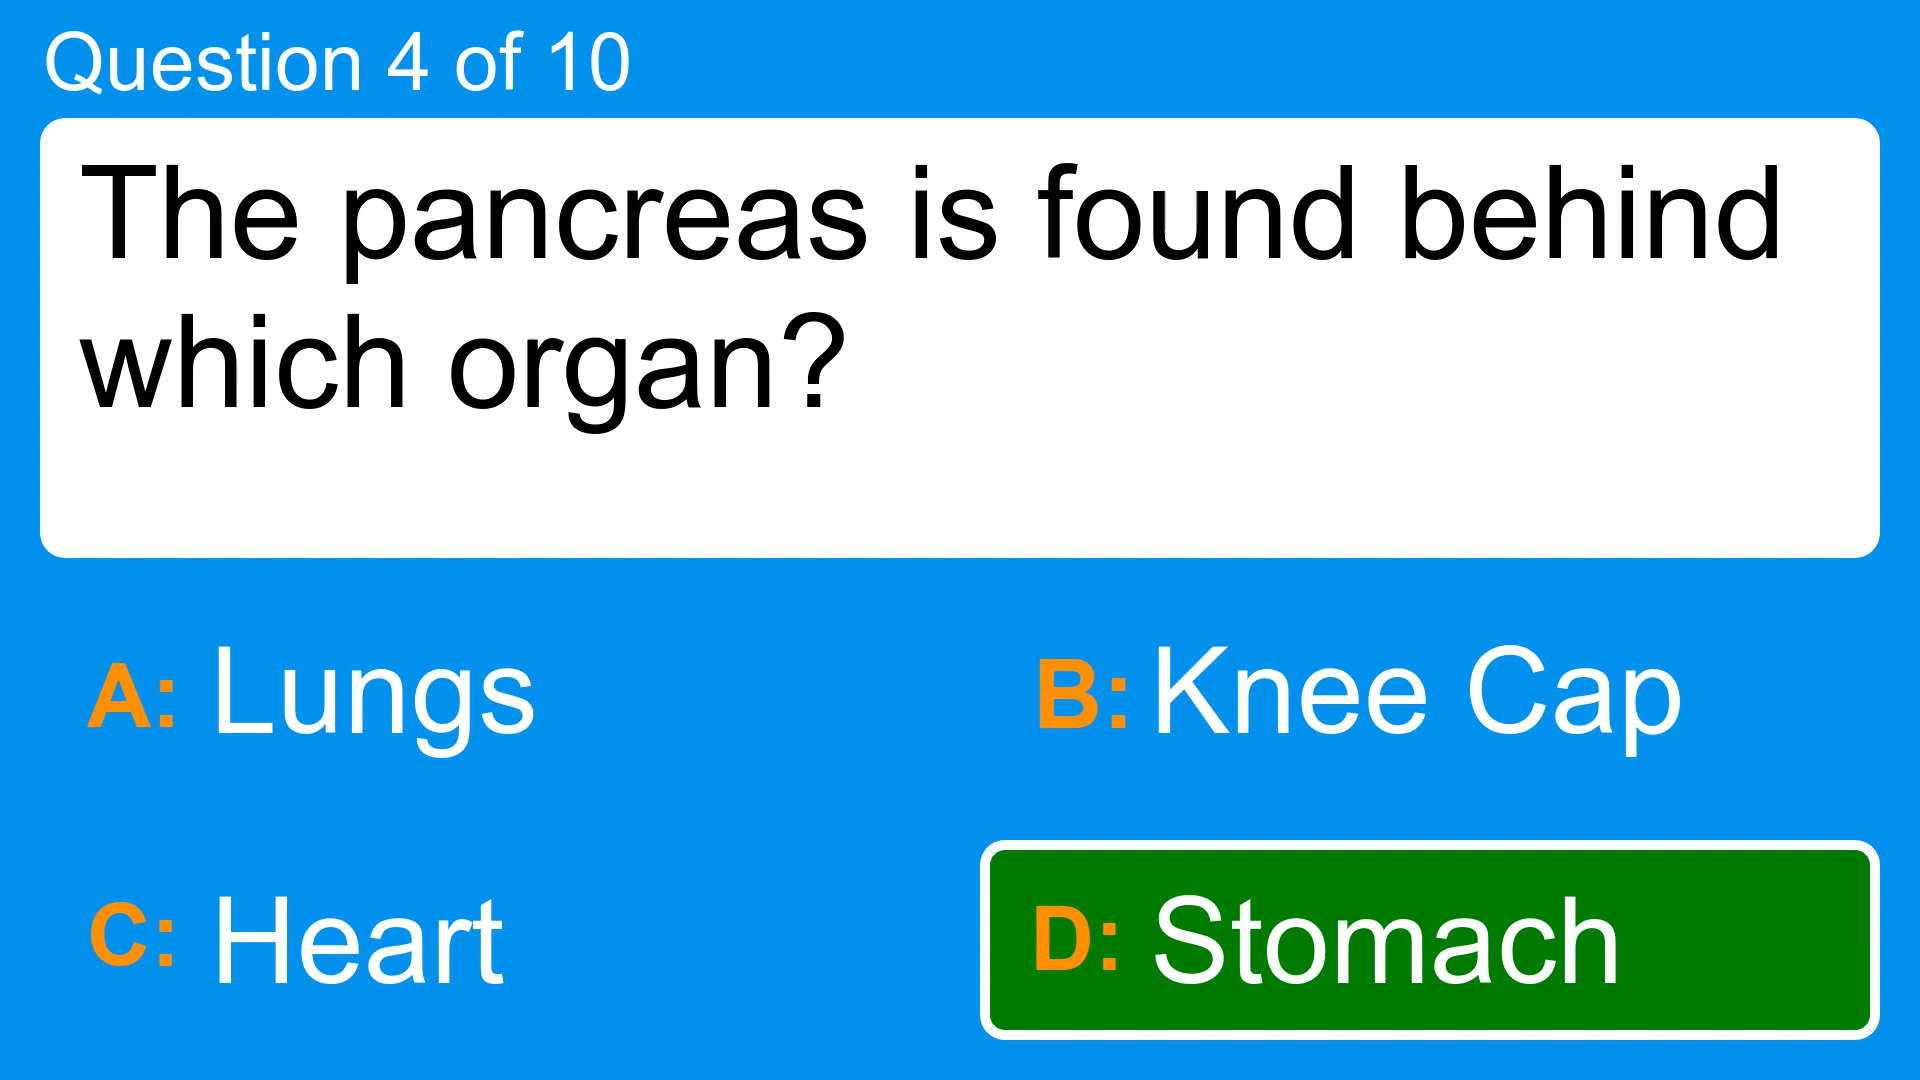 Question 4 of 10
The pancreas is found behind
which organ?
A: Lungs
B: Knee Cap
C: Heart
D: Stomach